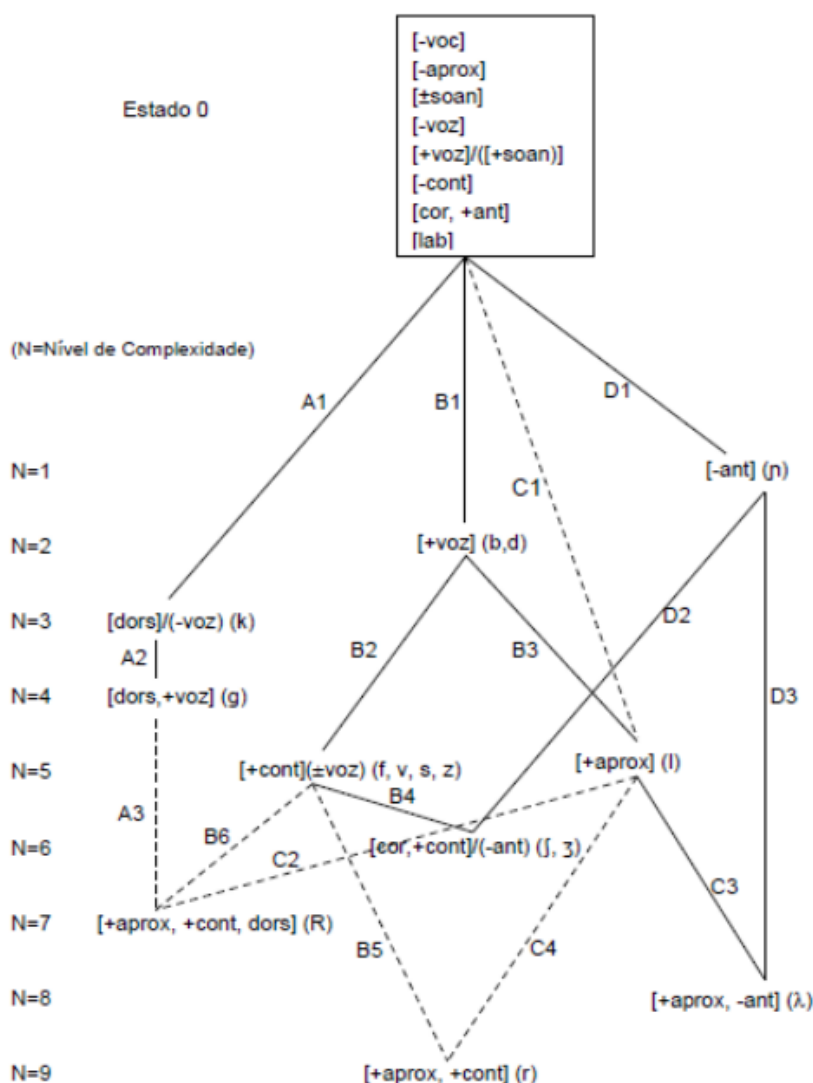 [-voc]
[-aprox]
Estado 0
[±soan]
[-voz]
[+voz]/([+soan)]
[-cont]
[cor, +ant]
[lab]
(N=Nível de Complexidade)
A1
B1
D1
C1
N=1
[-ant] (ɲ)
N=2
[+voz] (b,d)
N=3
[dors]/(-voz) (k)
D2
A2
B2
B3
N=4
[dors,+voz] (g)
D3
N=5
[+cont](±voz) (f, v, s, z)
[+aprox] (l)
A3
B4
B6
N=6
C2
[cor,+cont]/(-ant) (ʃ, ʒ)
C3
N=7
[+aprox, +cont, dors] (R)
B5
C4
N=8
[+aprox, -ant] (λ)
N=9
[+aprox, +cont] (r)